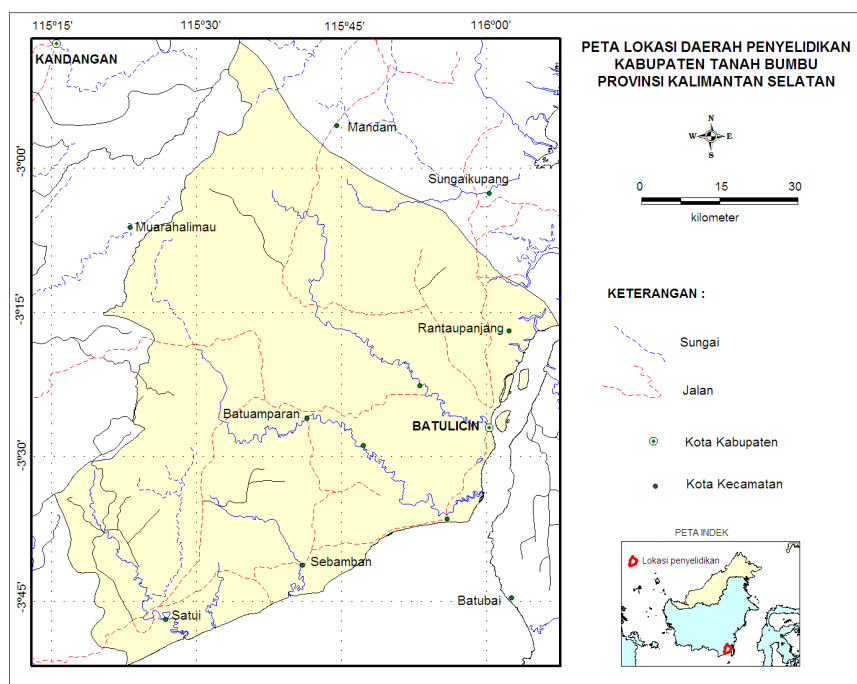 115°15' 115°30' 115°45' 116°00'
KANDANGAN
Mandam
-3°00'
Sungaikupang
Muarahalimau
-3°15'
Rantaupanjang
Batuamparan
BATULICIN
-3°30'
Sebamban
-3°45'
Batubai
Satui
PETA LOKASI DAERAH PENYELIDIKAN
KABUPATEN TANAH BUMBU
PROVINSI KALIMANTAN SELATAN
N
W E
S
0 15 30
kilometer
KETERANGAN :
Sungai
Jalan
Kota Kabupaten
Kota Kecamatan
PETA INDEK
Lokasi penyelidikan